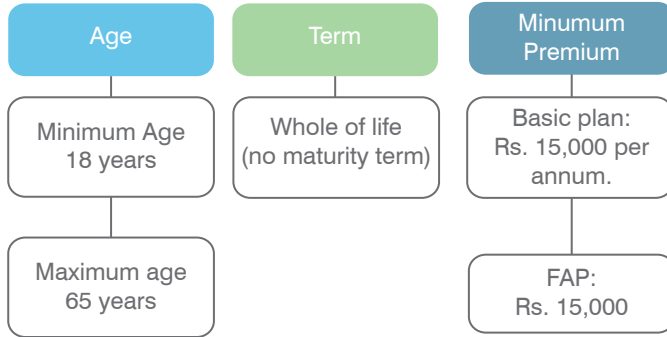 Age
Minimum Age
18 years
Maximum age
65 years
Term
Whole of life
(no maturity term)
Minumum
Premium
Basic plan:
Rs. 15,000 per
annum.
FAP:
Rs. 15,000